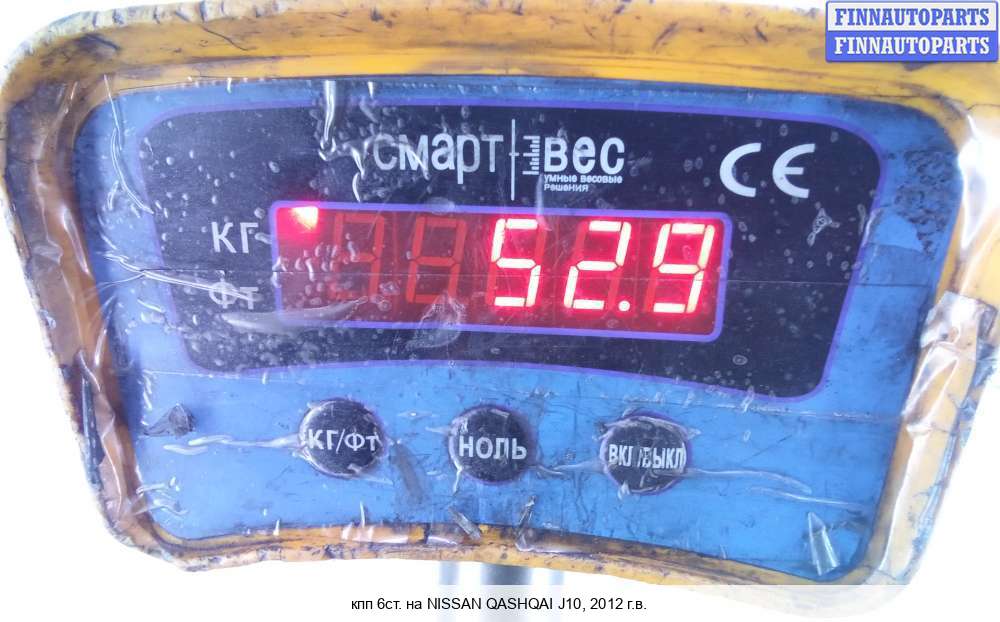 FINNAUTOPARTS
FINNAUTOPARTS
смарт вес
умные весовые
решения
CE
КГ
ФТ
52.9
КГ/ФТ
НОЛЬ
ВКЛ/ВЫКЛ
кпп 6ст. на NISSAN QASHQAI J10, 2012 г.в.